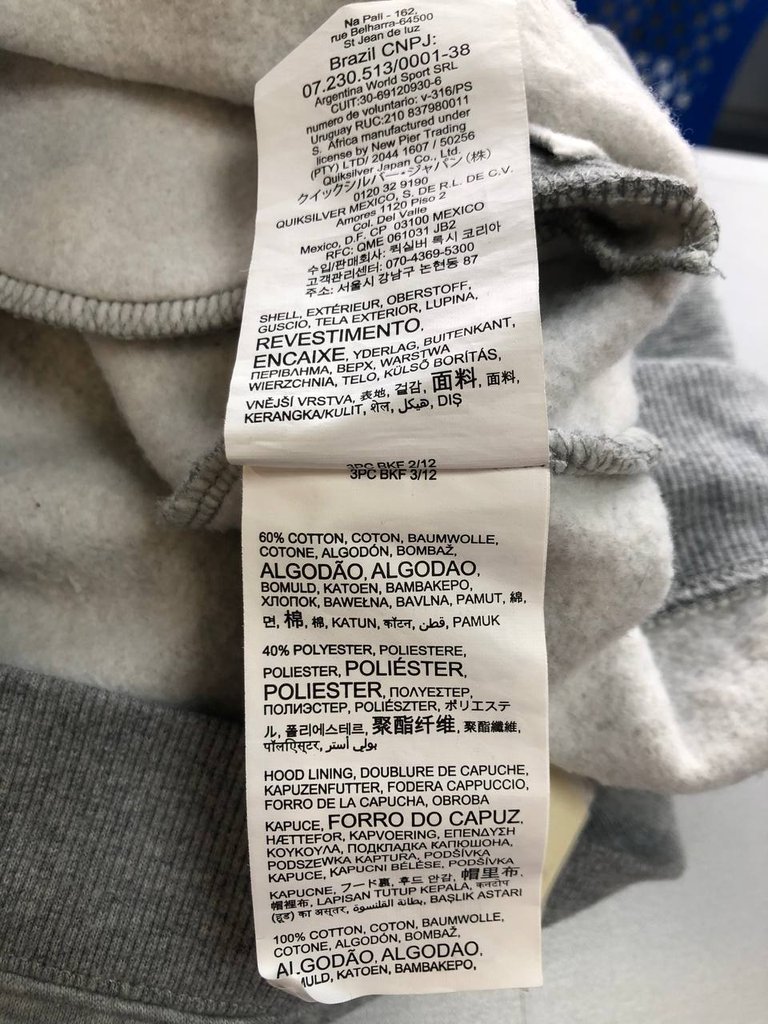 Na Pali - 162,
rue Belharra-64500
St Jean de luz
Brazil CNPJ:
07.230.513/0001-38
Argentina World Sport SRL
CUIT:30-69120930-6
numero de voluntario: v-316/PS
Uruguay RUC:210 837980011
S. Africa manufactured under
license by New Pier Trading
(PTY) LTD/ 2044 1607 / 50256
Quiksilver Japan Co., Ltd.
クイックシルバー・ジャパン (株)
0120 32 9190
QUIKSILVER MEXICO, S. DE R.L. DE C.V.
Amores 1120 Piso 2
Col. Del Valle
Mexico, D.F. CP 03100 MEXICO
RFC: QME 061031 JB2
수입/판매회사: 퀵실버 록시 코리아
고객관리센터: 070-4369-5300
주소: 서울시 강남구 논현동 87
SHELL, EXTÉRIEUR, OBERSTOFF,
GUSCIO, TELA EXTERIOR, LUPINA,
REVESTIMENTO,
ENCAIXE, YDERLAG, BUITENKANT,
ΠΕΡΙΒΛΗΜΑ, ВЕРХ, WARSTWA
WIERZCHNIA, TELO, KÜLSŐ BORÍTÁS,
VNĚJŠÍ VRSTVA, 表地, 겉감, 面料, 面料,
KERANGKA/KULIT, शेल, هيكل, DIŞ
3PC BKF 2/12
3PC BKF 3/12
60% COTTON, COTON, BAUMWOLLE,
COTONE, ALGODÓN, BOMBAŽ,
ALGODÃO, ALGODAO,
BOMULD, KATOEN, ΒΑΜΒΑΚΕΡΟ,
ХЛОПОК, BAWEŁNA, BAVLNA, PAMUT, 綿,
면, 棉, 棉, KATUN, कॉटन, قطن, PAMUK
40% POLYESTER, POLIESTERE,
POLIESTER, POLIÉSTER,
POLIESTER, ΠΟΛΥΕΣΤΕΡ,
ПОЛИЭСТЕР, POLIÉSZTER, ポリエステ
ル, 폴리에스테르, 聚酯纤维, 聚酯纖維,
पॉलिएस्टर, بولي أستر
HOOD LINING, DOUBLURE DE CAPUCHE,
KAPUZENFUTTER, FODERA CAPPUCCIO,
FORRO DE LA CAPUCHA, OBROBA
KAPUCE, FORRO DO CAPUZ,
HÆTTEFOR, KAPVOERING, ΕΠΕΝΔΥΣΗ
ΚΟΥΚΟΥΛΑ, ПОДКЛАДКА КАПЮШОНА,
PODSZEWKA KAPTURA, PODŠÍVKA
KAPUCE, KAPUCNI BÉLÉSE, PODŠÍVKA
KAPUCNE, フード裏, 후드 안감, 帽里布,
帽裡布, LAPISAN TUTUP KEPALA, कनटोप
(हुड) का अस्तर, بطانة القلنسوة, BAŞLIK ASTARI
100% COTTON, COTON, BAUMWOLLE,
COTONE, ALGODÓN, BOMBAŽ,
ALGODÃO, ALGODAO,
MULD, KATOEN, ΒΑΜΒΑΚΕΡΟ,